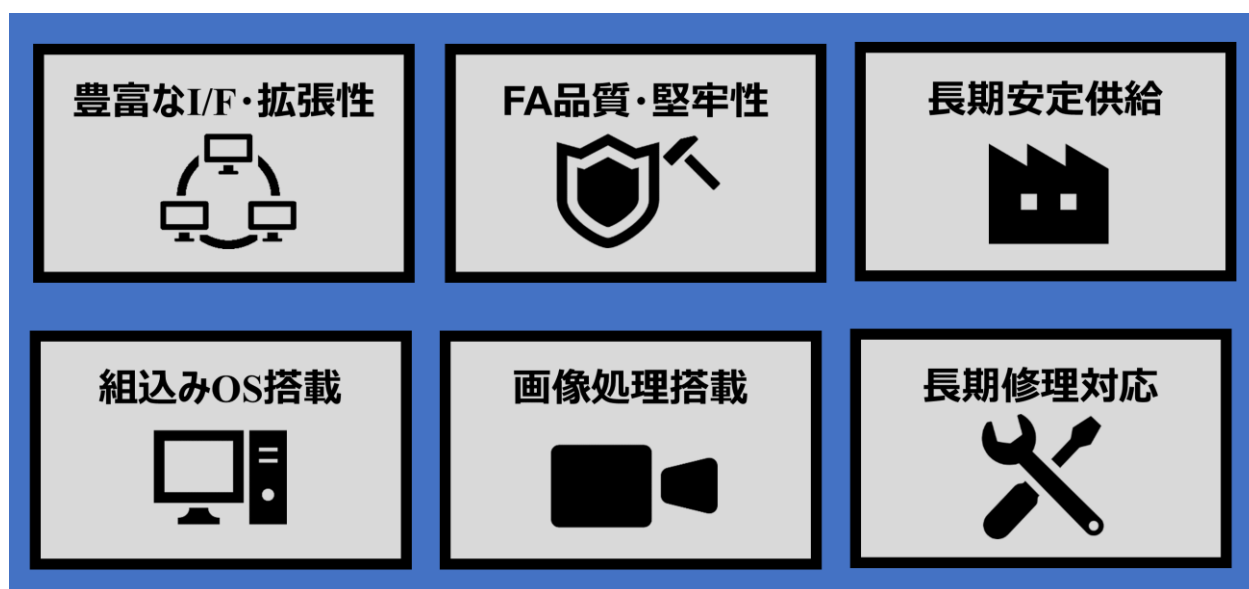 豊富なI/F・拡張性
FA品質・堅牢性
長期安定供給
組込みOS搭載
画像処理搭載
長期修理対応